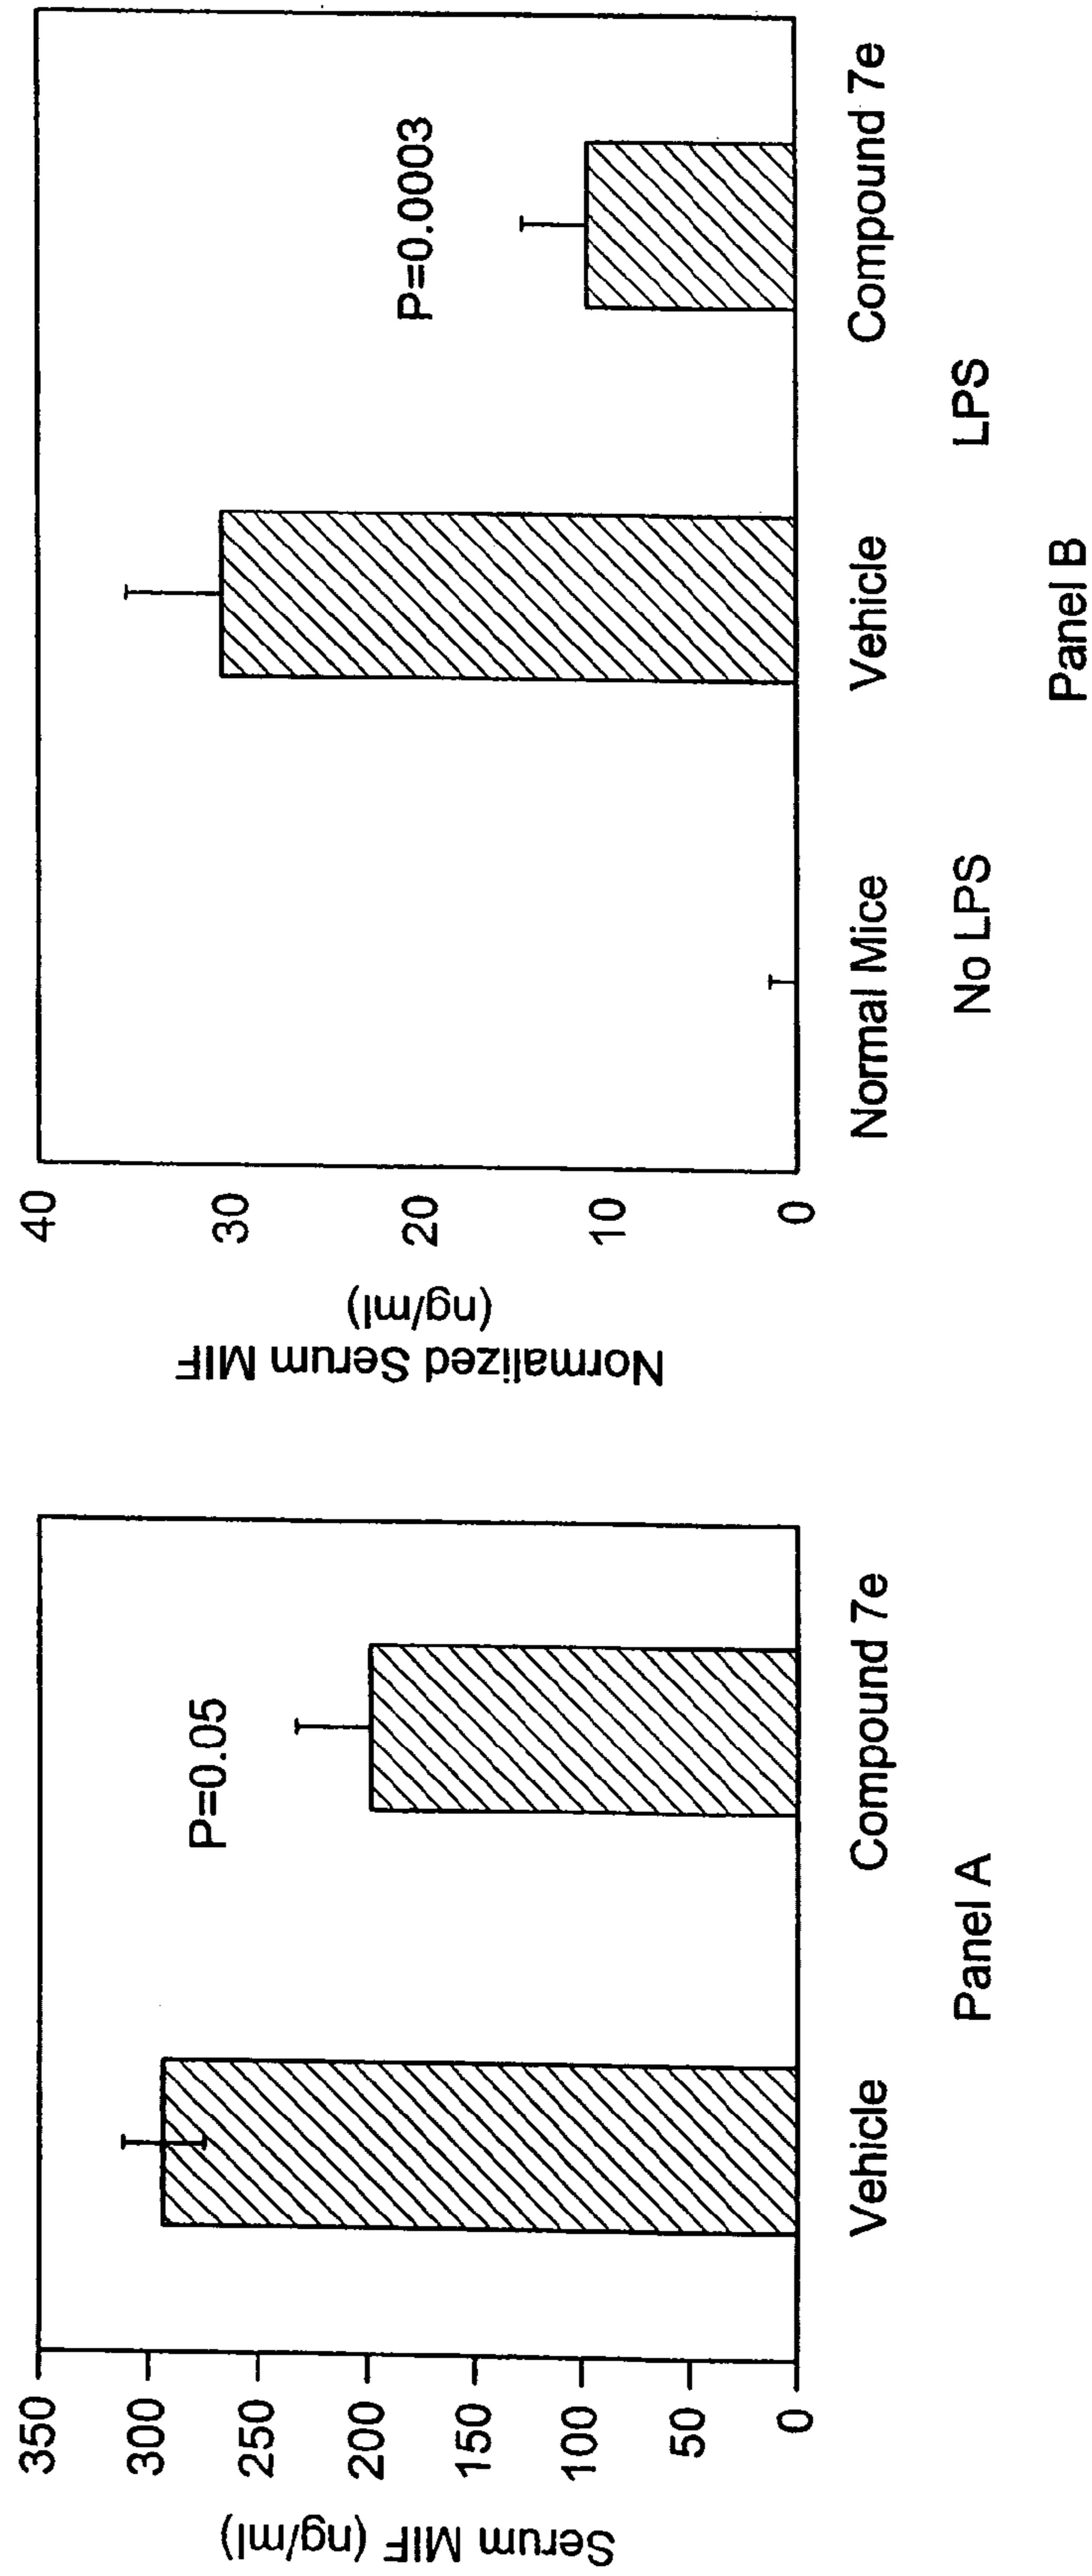 Serum MIF (ng/ml)
350
300
250
200
150
100
50
0
P=0.05
Vehicle
Compound 7e
Panel A
Normalized Serum MIF
(ng/ml)
40
30
20
10
0
P=0.0003
Normal Mice
Vehicle
Compound 7e
No LPS
LPS
Panel B